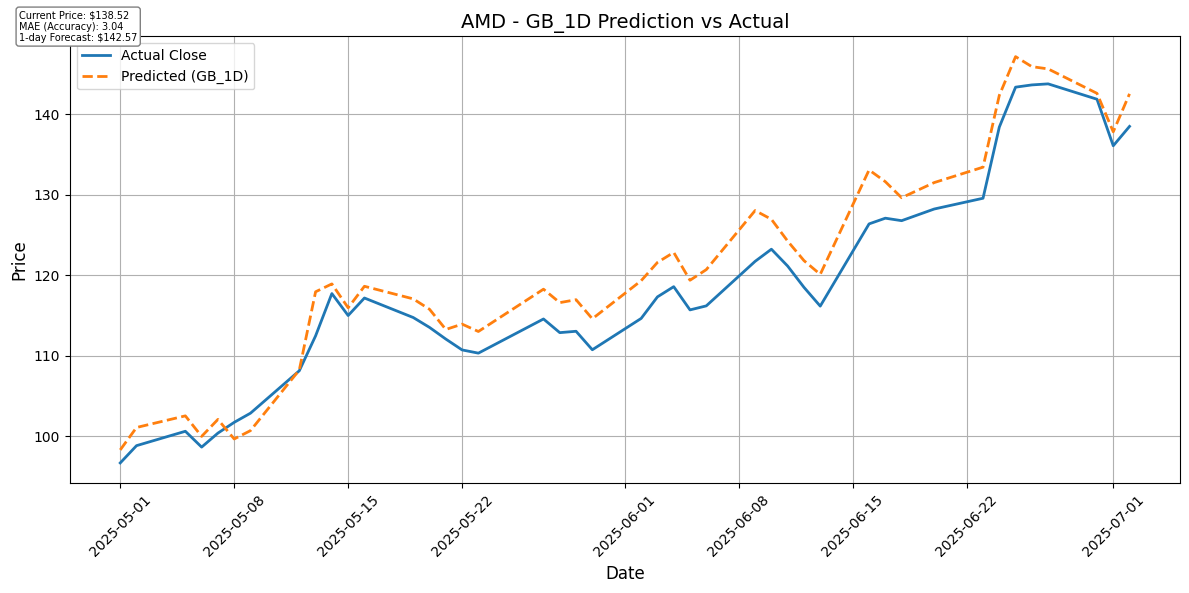 AMD - GB_1D Prediction vs Actual
Current Price: $138.52
MAE (Accuracy): 3.04
1-day Forecast: $142.57
Actual Close
Predicted (GB_1D)
Price
140
130
120
110
100
2025-05-01
2025-05-08
2025-05-15
2025-05-22
2025-06-01
2025-06-08
2025-06-15
2025-06-22
2025-07-01
Date